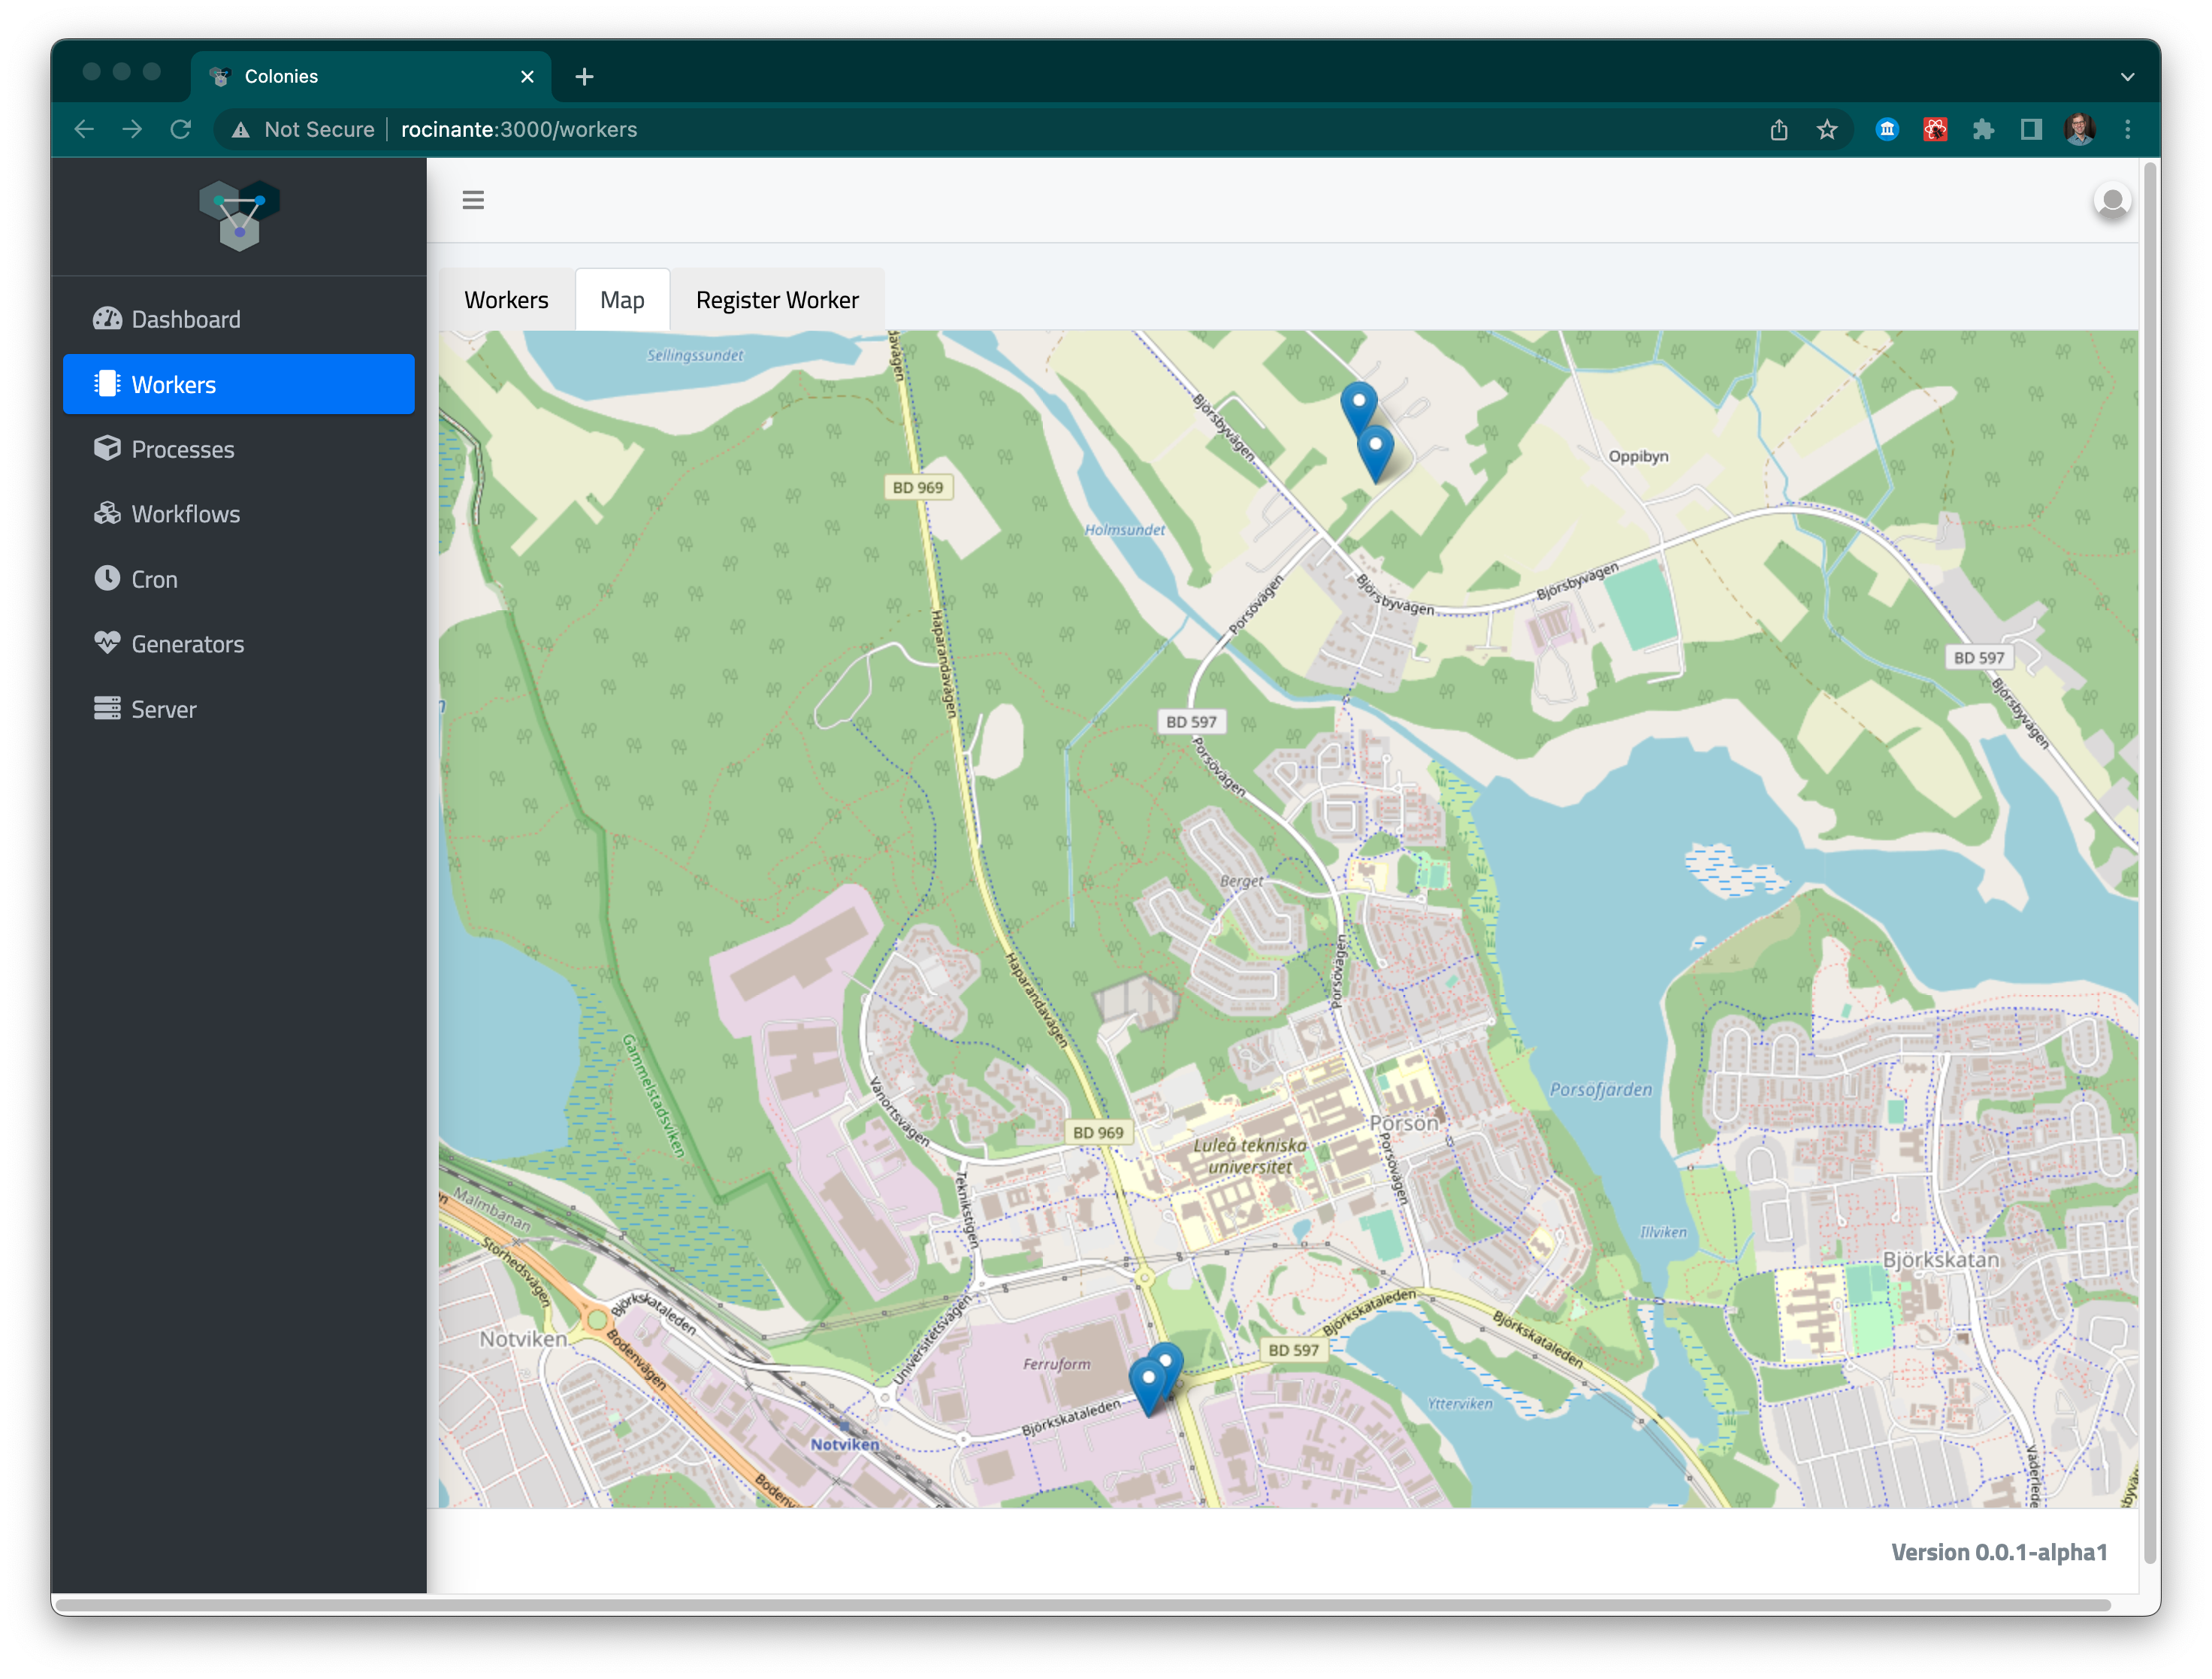 Colonies
Not Secure
rocinante:3000/workers
Dashboard
Workers
Processes
Workflows
Cron
Generators
Server
Workers
Map
Register Worker
Sellingssundet
Björsbyvägen
Oppibyn
BD 969
Holmsundet
Porsövägen
Björsbyvägen
Björsbyvägen
Haparandavägen
BD 597
BD 597
Björsbyvägen
Porsövägen
Berget
Porsövägen
Haparandavägen
Gammelstadsviken
Vänortsvägen
BD 969
Porsöfjärden
Porsön
Luleå tekniska
universitet
Porsövägen
Malmbanan
Teknikstigen
Storhedsvägen
Illviken
Björkskatan
Björkskataleden
Universitetsvägen
Björkskataleden
Björkskataleden
Notviken
Bodenvägen
Ferruform
BD 597
Ytterviken
Björkskataleden
Notviken
Version 0.0.1-alpha1